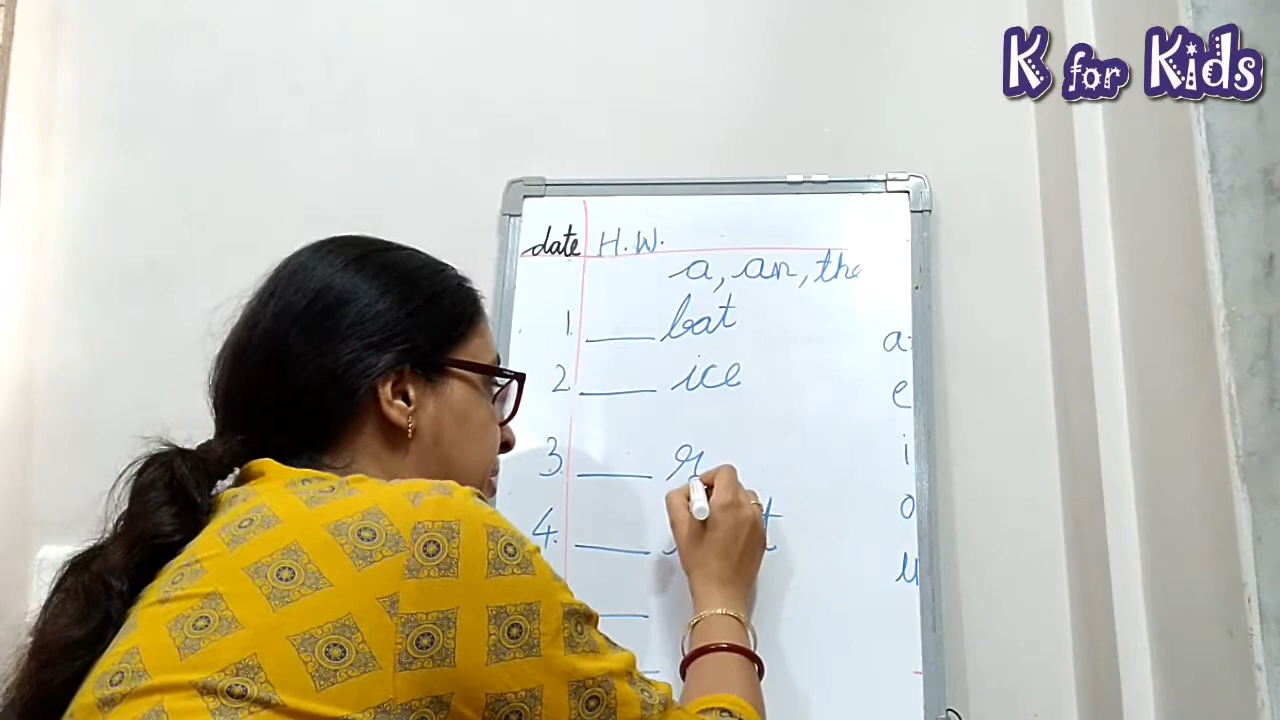 K for Kids
date H.W.
a, an, the
1. ___ bat
2. ___ ice
3. ___
4. ___
a
e
i
o
u